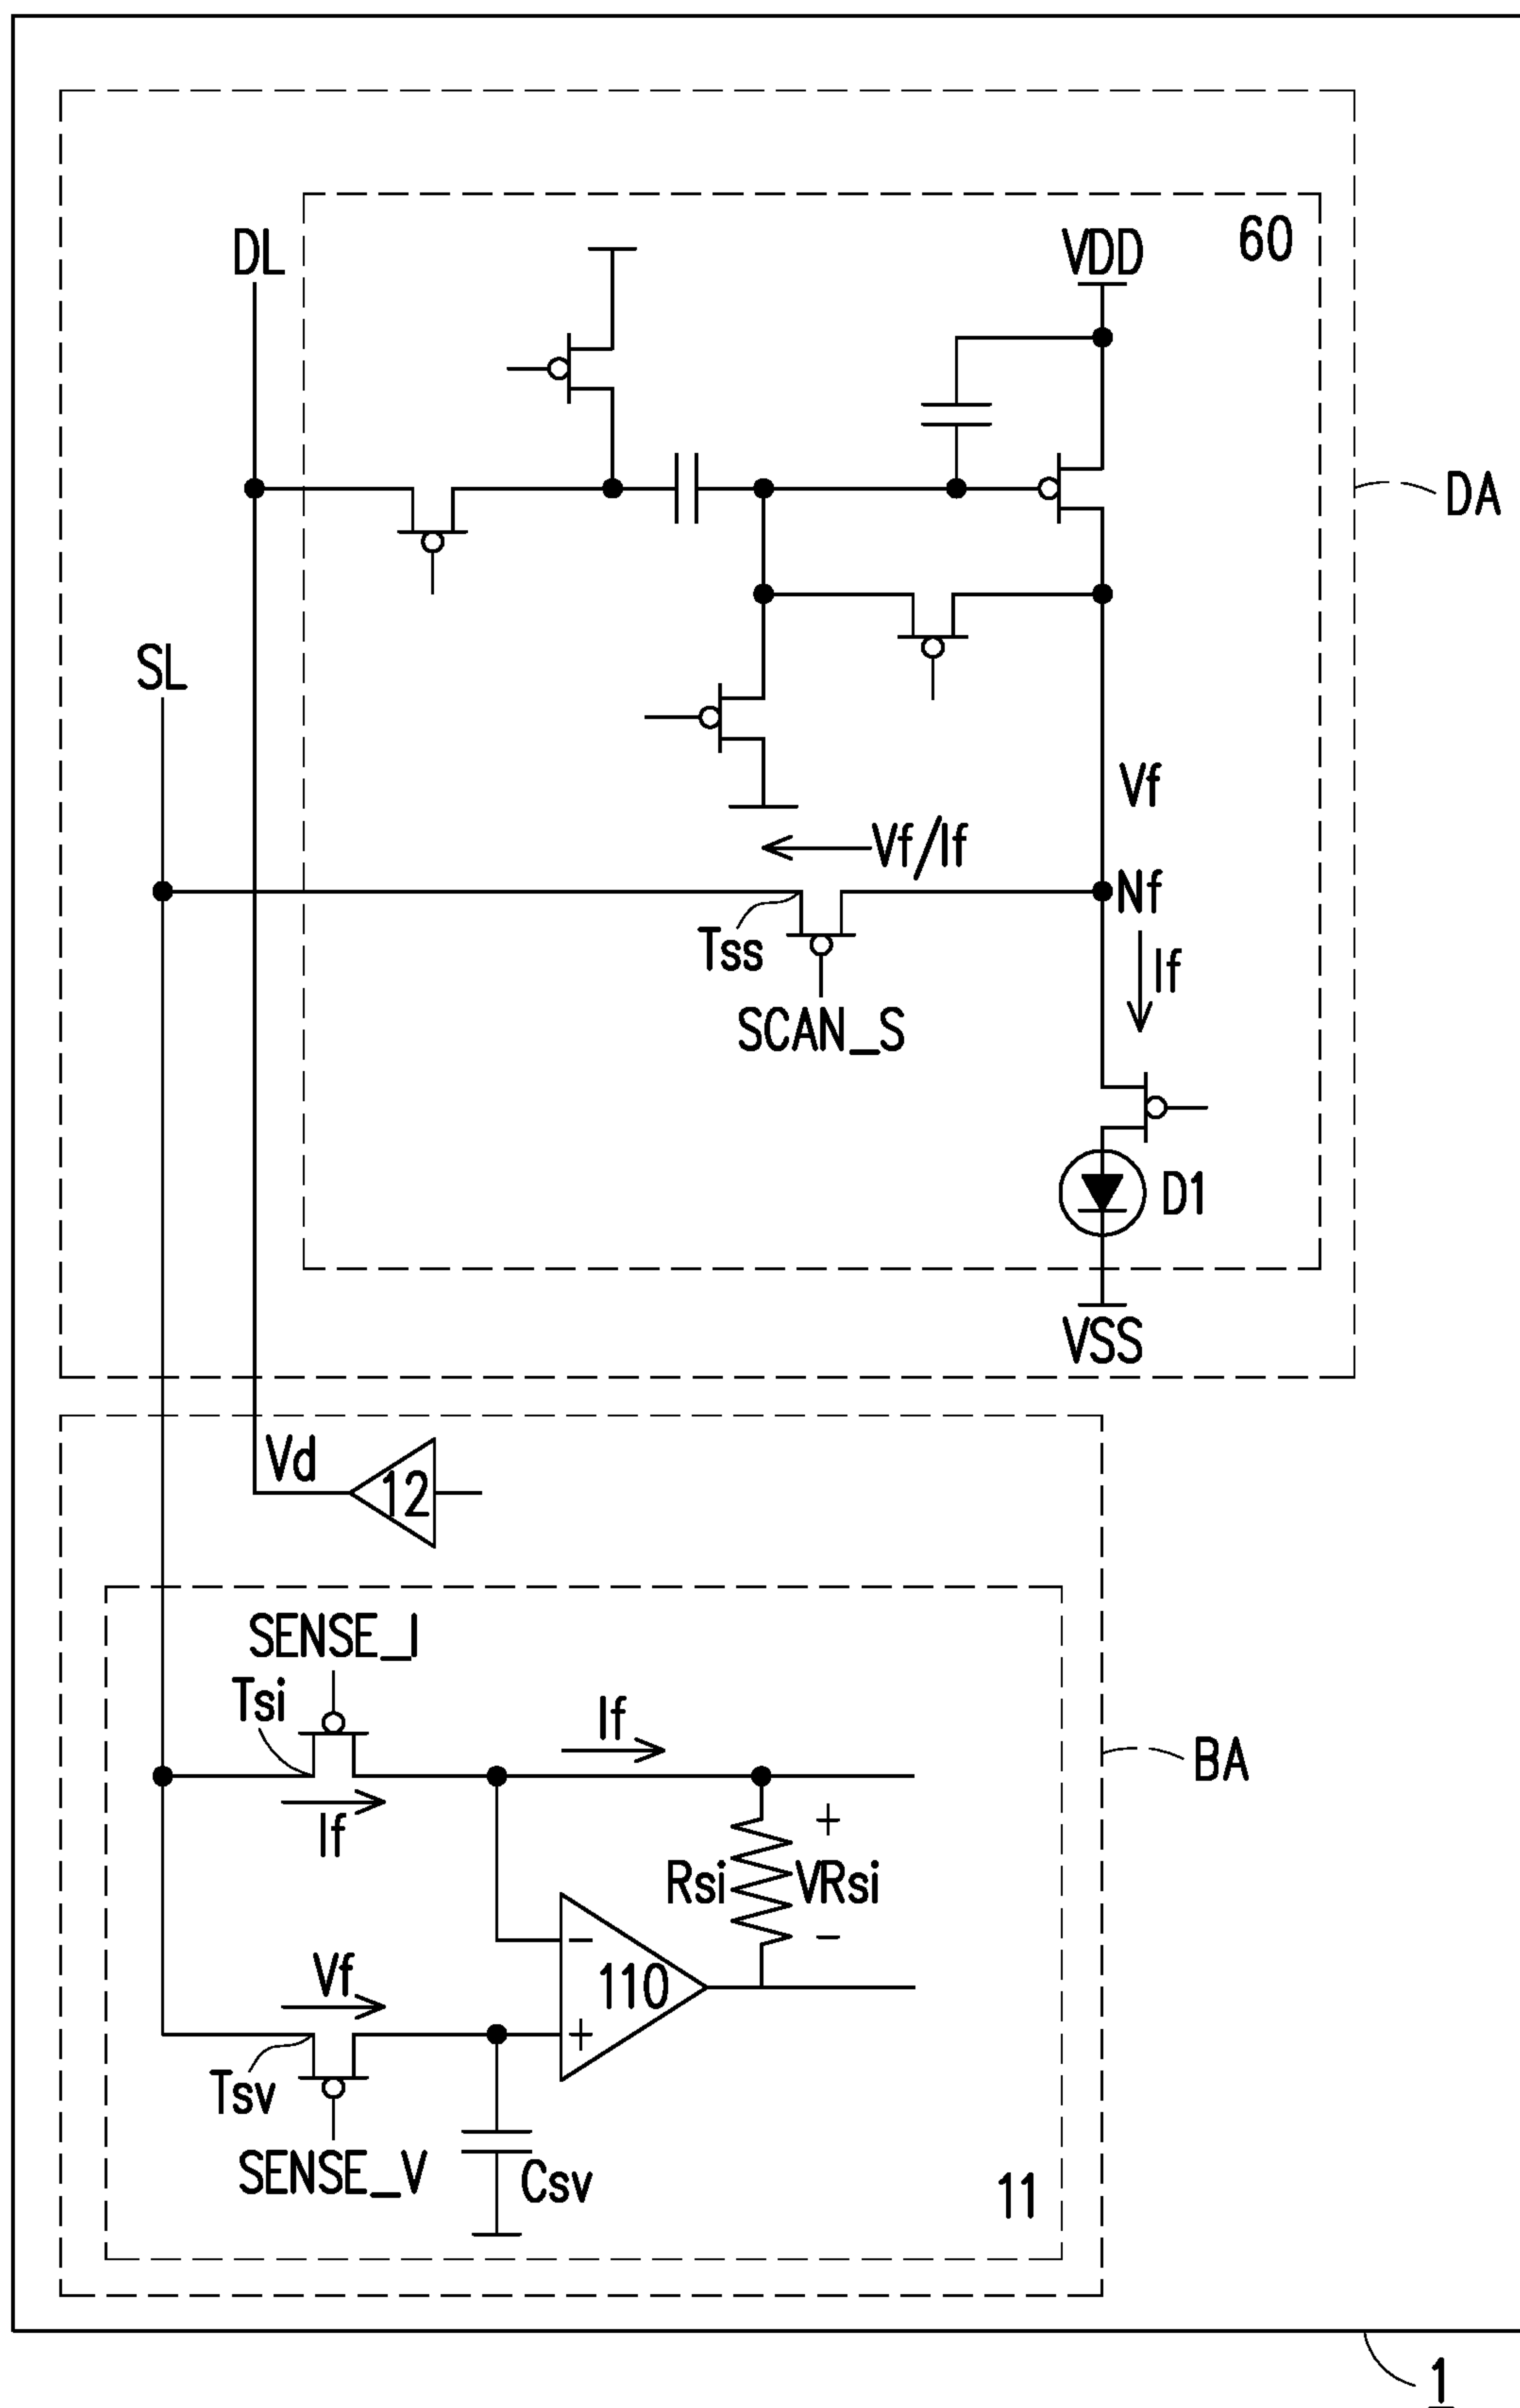 DL
VDD
60
DA
SL
Vf
Vf/If
Nf
Tss
If
SCAN_S
D1
VSS
Vd
12
SENSE_I
Tsi
If
BA
If
Rsi
+
VRsi
-
Vf
-
110
+
Tsv
SENSE_V
Csv
11
1